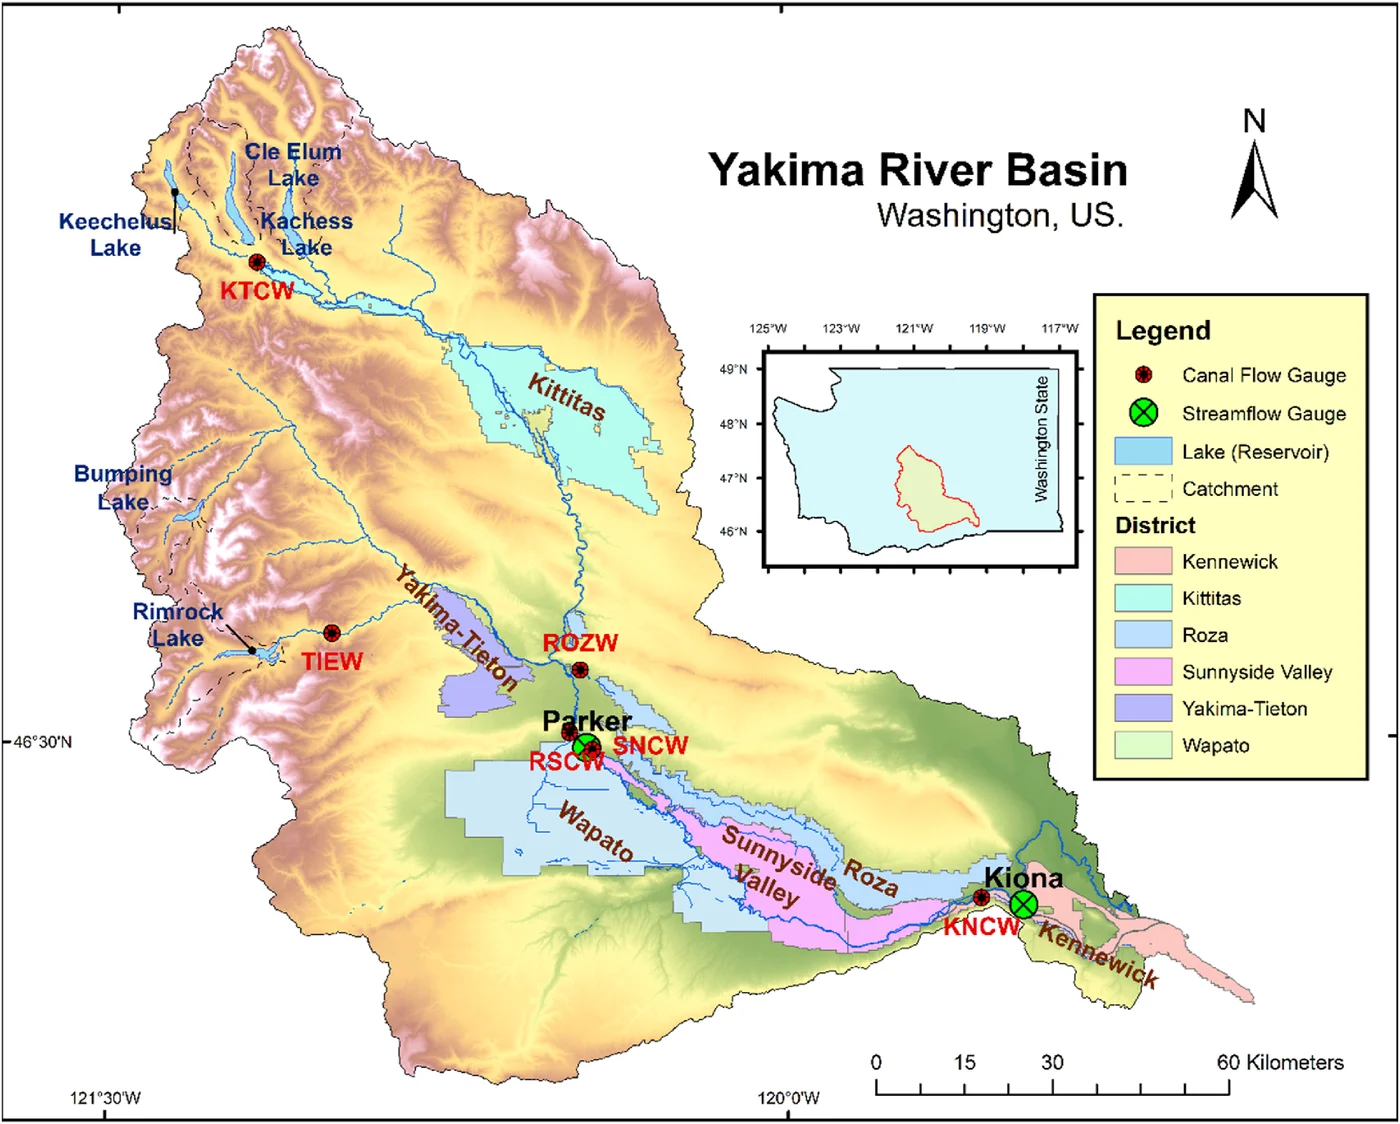 Yakima River Basin
Washington, US.
N
Cle Elum
Lake
Keechelus
Lake
Kachess
Lake
KTCW
Kittitas
Bumping
Lake
Rimrock
Lake
TIEW
Yakima-Tieton
ROZW
Parker
SNCW
RSCW
Wapato
Sunnyside
Valley
Roza
Kiona
KNCW
Kennewick
125°W 123°W 121°W 119°W 117°W
49°N
48°N
47°N
46°N
Washington State
Legend
Canal Flow Gauge
Streamflow Gauge
Lake (Reservoir)
Catchment
District
Kennewick
Kittitas
Roza
Sunnyside Valley
Yakima-Tieton
Wapato
46°30'N
121°30'W
120°0'W
0 15 30 60 Kilometers